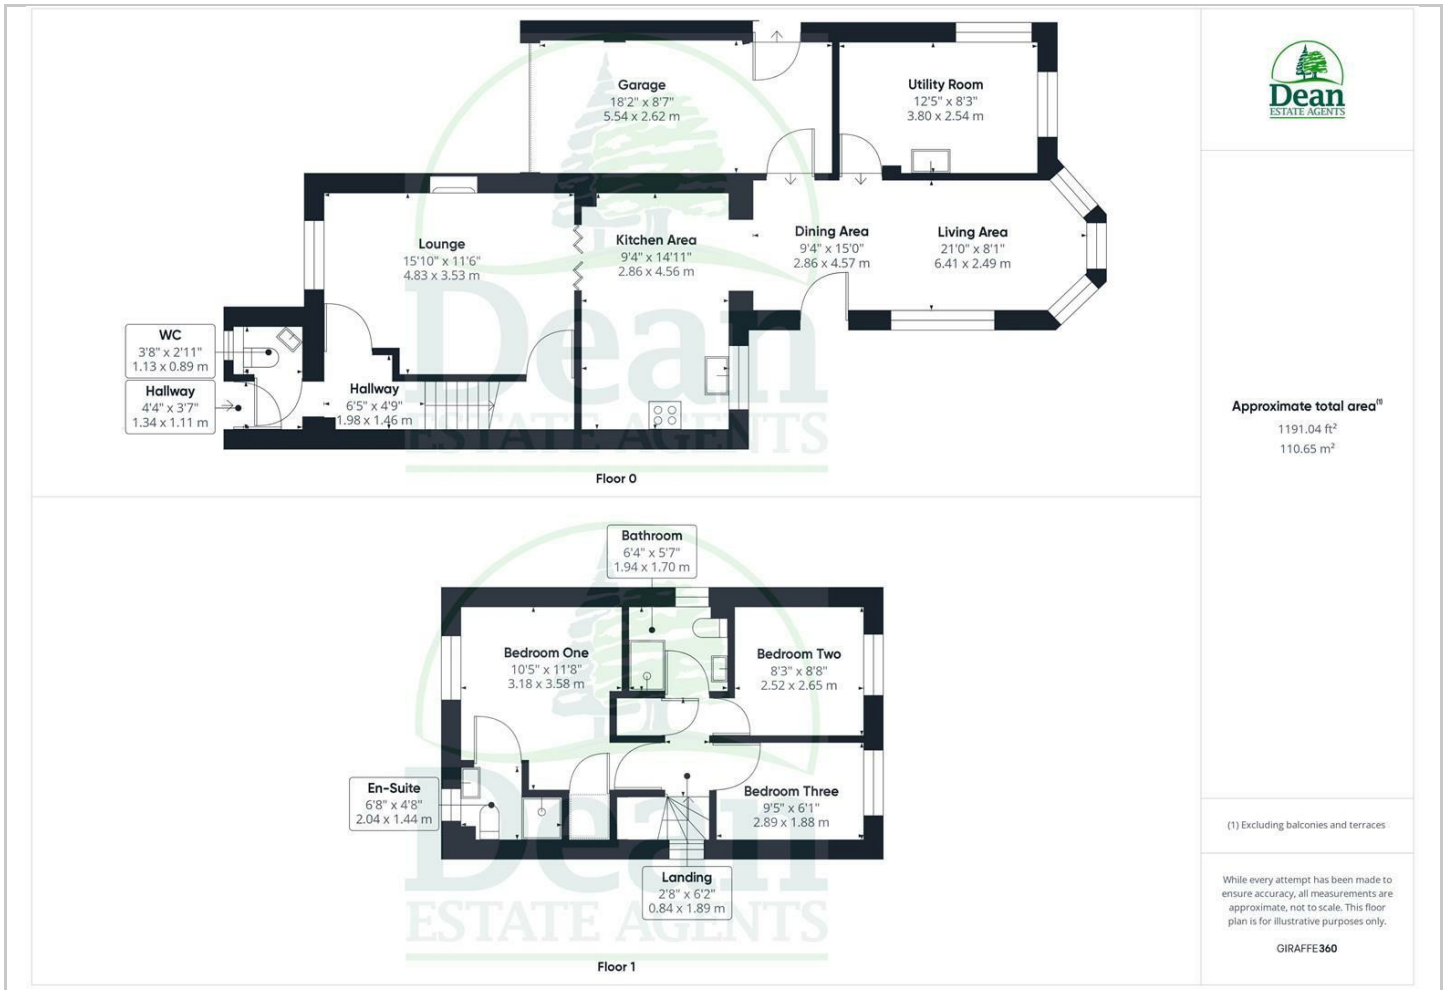 Garage
18'2" x 8'7"
5.54 x 2.62 m
Utility Room
12'5" x 8'3"
3.80 x 2.54 m
Lounge
15'10" x 11'6"
4.83 x 3.53 m
Kitchen Area
9'4" x 14'11"
2.86 x 4.56 m
Dining Area
9'4" x 15'0"
2.86 x 4.57 m
Living Area
21'0" x 8'1"
6.41 x 2.49 m
WC
3'8" x 2'11"
1.13 x 0.89 m
Hallway
4'4" x 3'7"
1.34 x 1.11 m
Hallway
6'5" x 4'9"
1.98 x 1.46 m
Dean
ESTATE AGENTS
Floor 0
Bathroom
6'4" x 5'7"
1.94 x 1.70 m
Bedroom One
10'5" x 11'8"
3.18 x 3.58 m
Bedroom Two
8'3" x 8'8"
2.52 x 2.65 m
En-Suite
6'8" x 4'8"
2.04 x 1.44 m
Bedroom Three
9'5" x 6'1"
2.89 x 1.88 m
Landing
2'8" x 6'2"
0.84 x 1.89 m
Dean
ESTATE AGENTS
Floor 1
Dean
ESTATE AGENTS
Approximate total area⁽¹⁾
1191.04 ft²
110.65 m²
(1) Excluding balconies and terraces
While every attempt has been made to
ensure accuracy, all measurements are
approximate, not to scale. This floor
plan is for illustrative purposes only.
GIRAFFE360